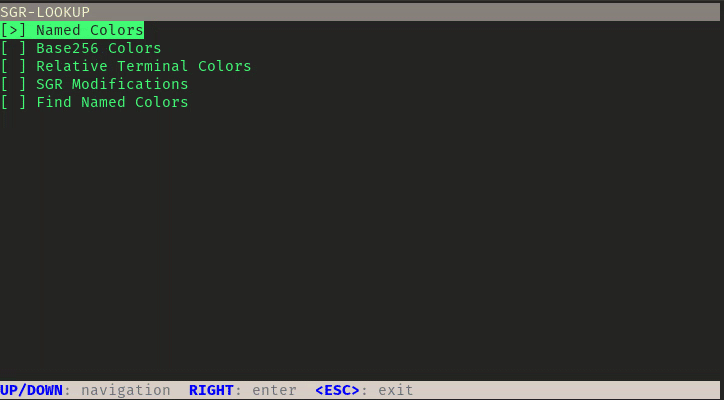 SGR-LOOKUP
[>] Named Colors
[ ] Base256 Colors
[ ] Relative Terminal Colors
[ ] SGR Modifications
[ ] Find Named Colors
UP/DOWN: navigation  RIGHT: enter  <ESC>: exit